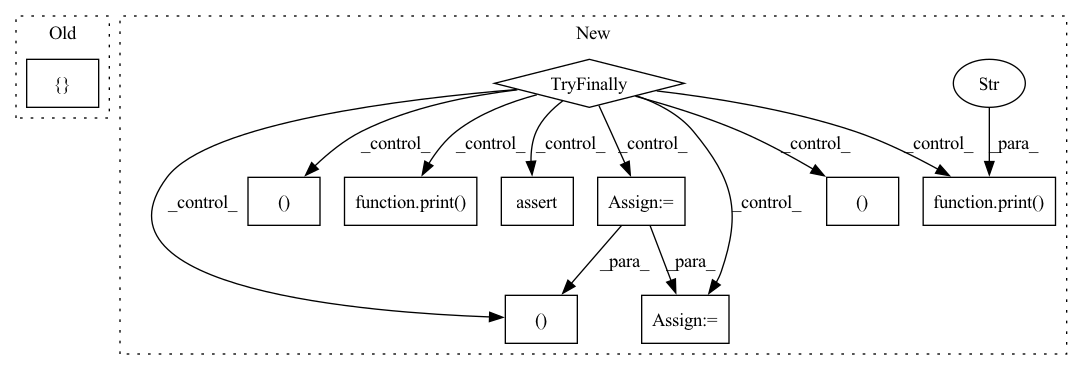 Old
New
{}
TryFinally
Str
_control_
_control_
_control_
_control_
_control_
_control_
_para_
_control_
_control_
()
function.print()
assert
Assign:=
()
function.print()
_para_
_para_
()
Assign:=